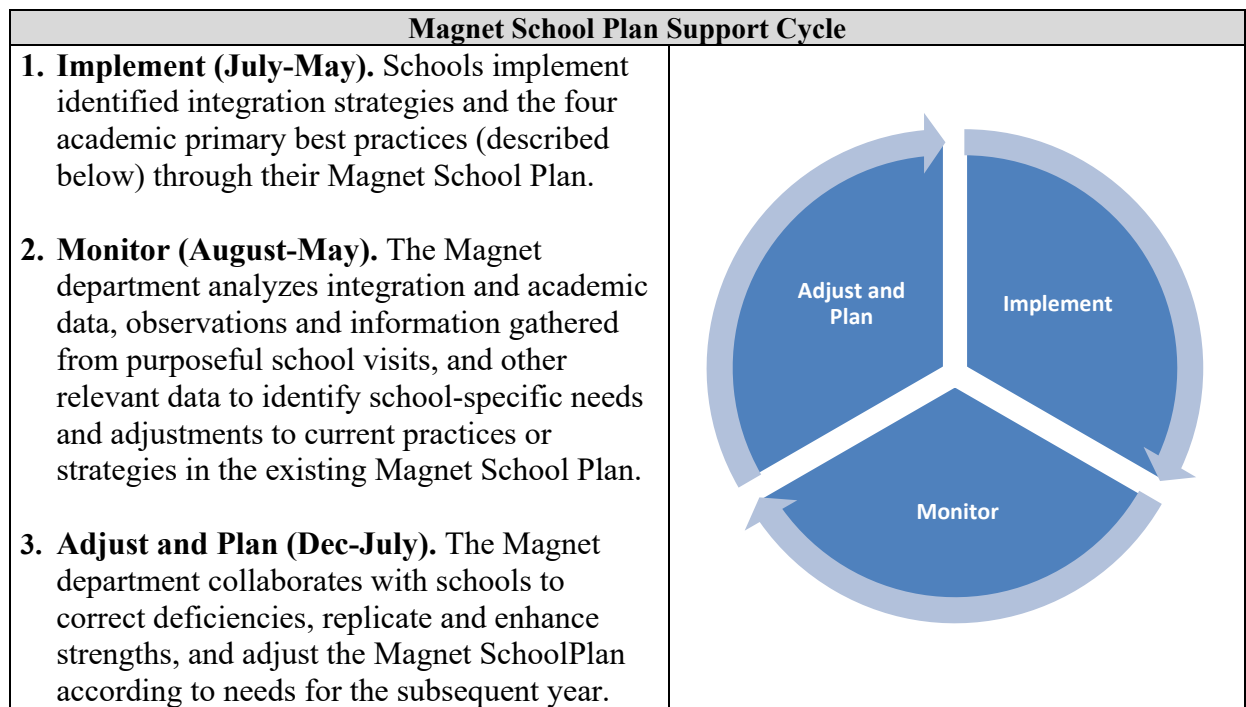 Magnet School Plan Support Cycle
1. Implement (July-May). Schools implement
identified integration strategies and the four
academic primary best practices (described
below) through their Magnet School Plan.
2. Monitor (August-May). The Magnet
department analyzes integration and academic
data, observations and information gathered
from purposeful school visits, and other
relevant data to identify school-specific needs
and adjustments to current practices or
strategies in the existing Magnet School Plan.
3. Adjust and Plan (Dec-July). The Magnet
department collaborates with schools to
correct deficiencies, replicate and enhance
strengths, and adjust the Magnet SchoolPlan
according to needs for the subsequent year.
Adjust and
Plan
Implement
Monitor